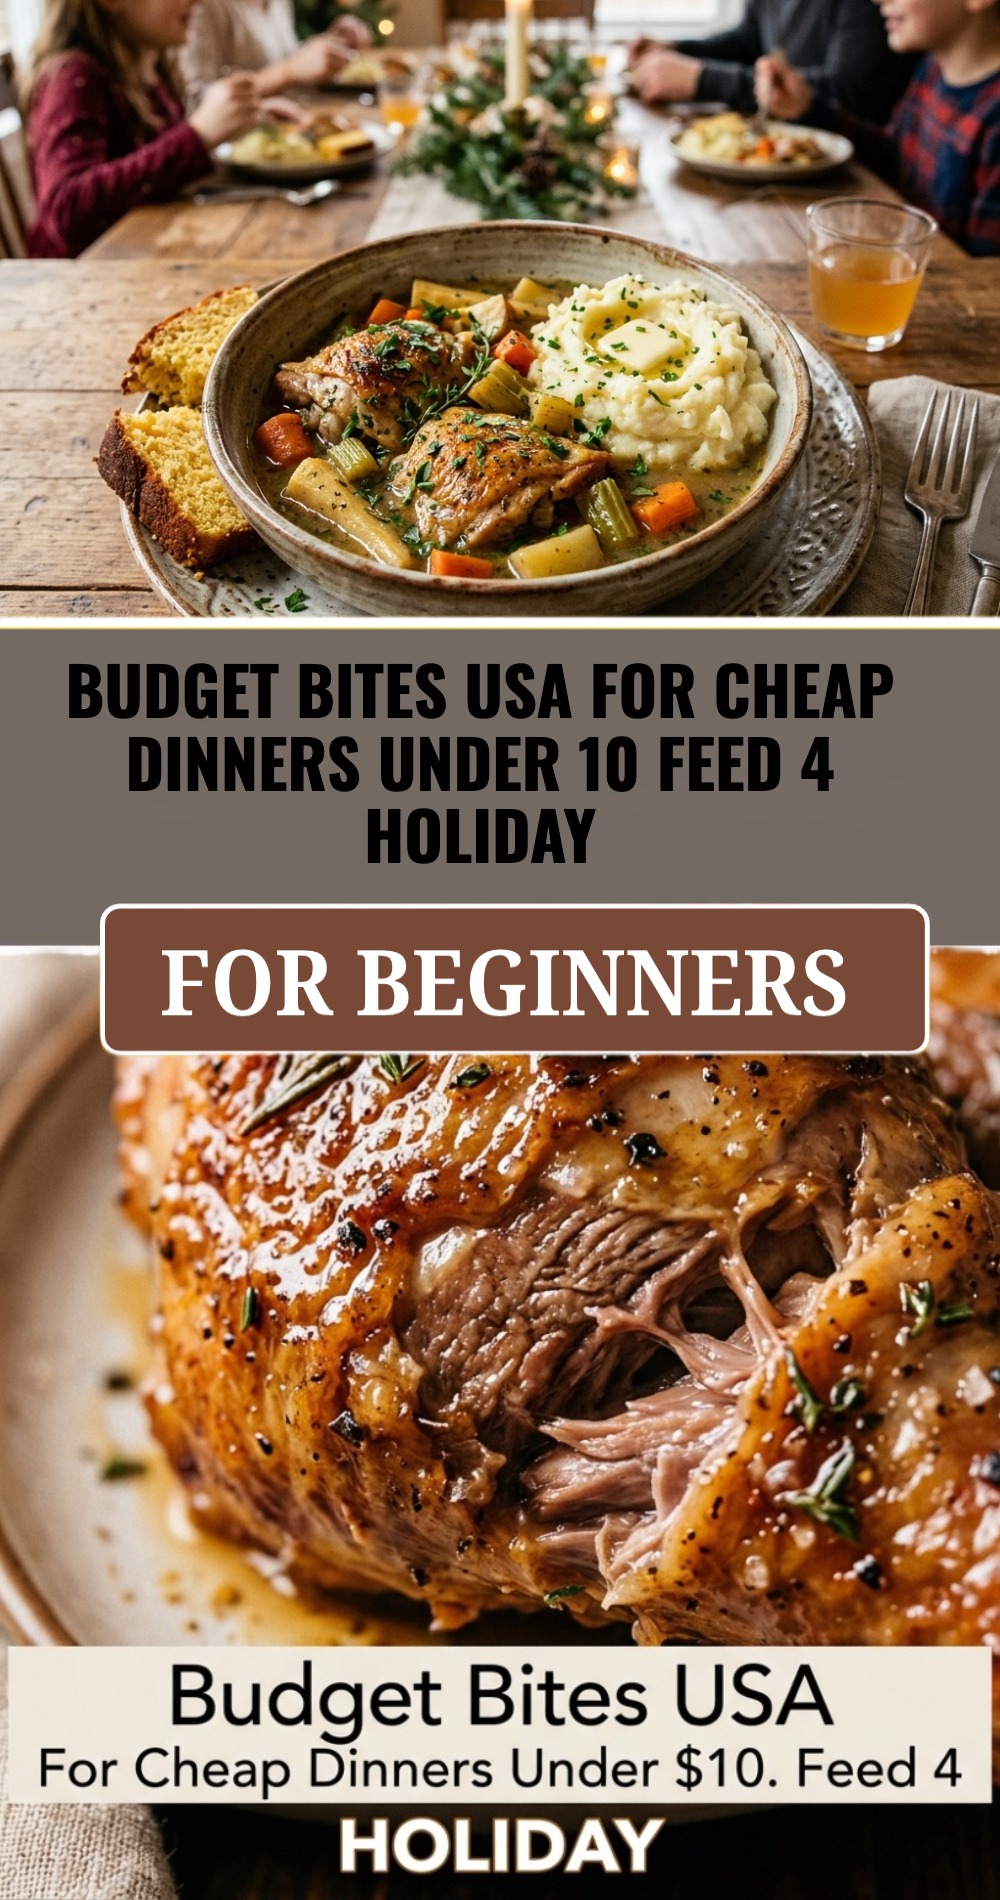 BUDGET BITES USA FOR CHEAP
DINNERS UNDER 10 FEED 4
HOLIDAY
FOR BEGINNERS
Budget Bites USA
For Cheap Dinners Under $10. Feed 4
HOLIDAY